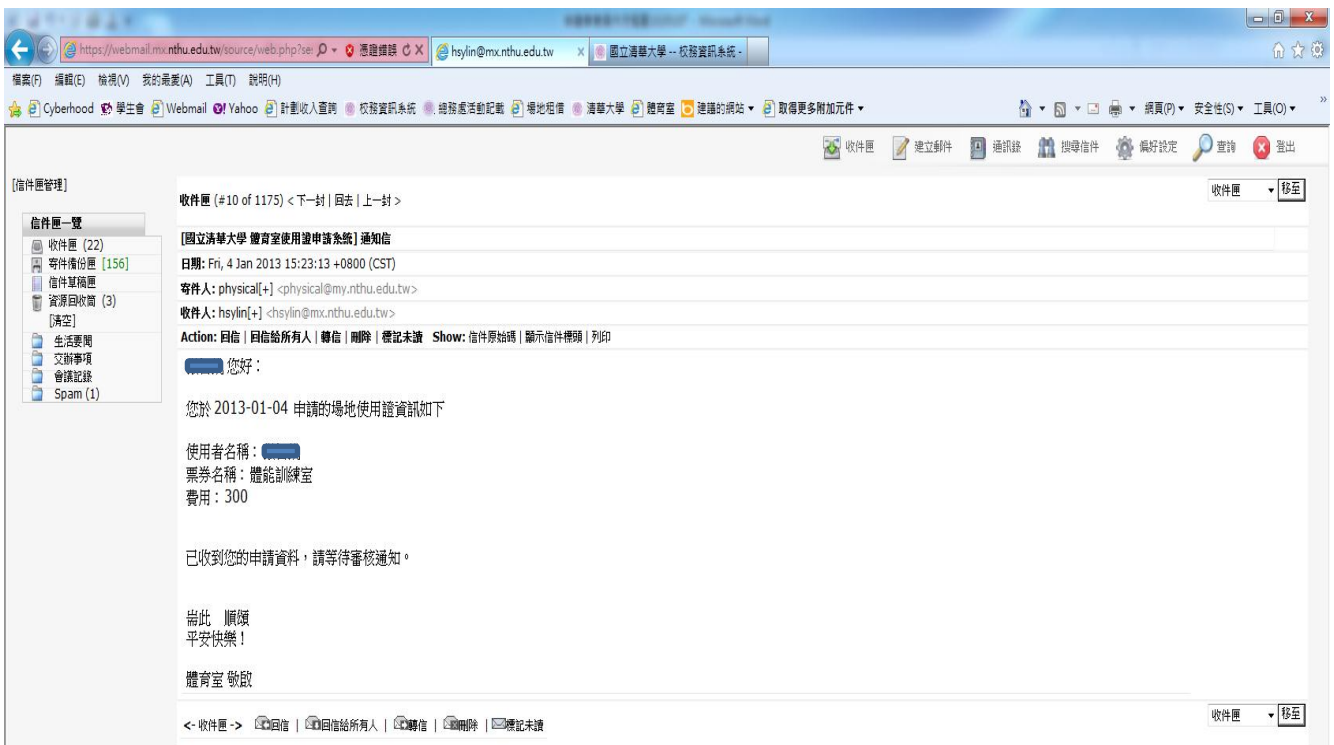 https://webmail.mx.nthu.edu.tw/source/web.php?se 憑證錯誤 hsylin@mx.nthu.edu.tw 國立清華大學 -- 校務資訊系統 -
檔案(F) 編輯(E) 檢視(V) 我的最愛(A) 工具(T) 說明(H)
Cyberhood 學生會 Webmail Yahoo 計劃收入查詢 校務資訊系統 總務處活動記載 場地租借 清華大學 體育室 建議的網站 取得更多附加元件 網頁(P) 安全性(S) 工具(O) »
收件匣 建立郵件 通訊錄 搜尋信件 偏好設定 查詢 登出
[信件匣管理]
信件匣一覽
收件匣 (22)
寄件備份匣 [156]
信件草稿匣
資源回收筒 (3)
[清空]
生活要聞
交辦事項
會議記錄
Spam (1)
收件匣 (#10 of 1175) < 下一封 | 回去 | 上一封 > 收件匣 移至
[國立清華大學 體育室使用證申請系統] 通知信
日期: Fri, 4 Jan 2013 15:23:13 +0800 (CST)
寄件人: physical[+] <physical@my.nthu.edu.tw>
收件人: hsylin[+] <hsylin@mx.nthu.edu.tw>
Action: 回信 | 回信給所有人 | 轉信 | 刪除 | 標記未讀 Show: 信件原始碼 | 顯示信件標頭 | 列印
您好：
您於 2013-01-04 申請的場地使用證資訊如下
使用者名稱：
票券名稱：體能訓練室
費用：300
已收到您的申請資料，請等待審核通知。
耑此 順頌
平安快樂！
體育室 敬啟
<- 收件匣 -> 回信 | 回信給所有人 | 轉信 | 刪除 | 標記未讀 收件匣 移至